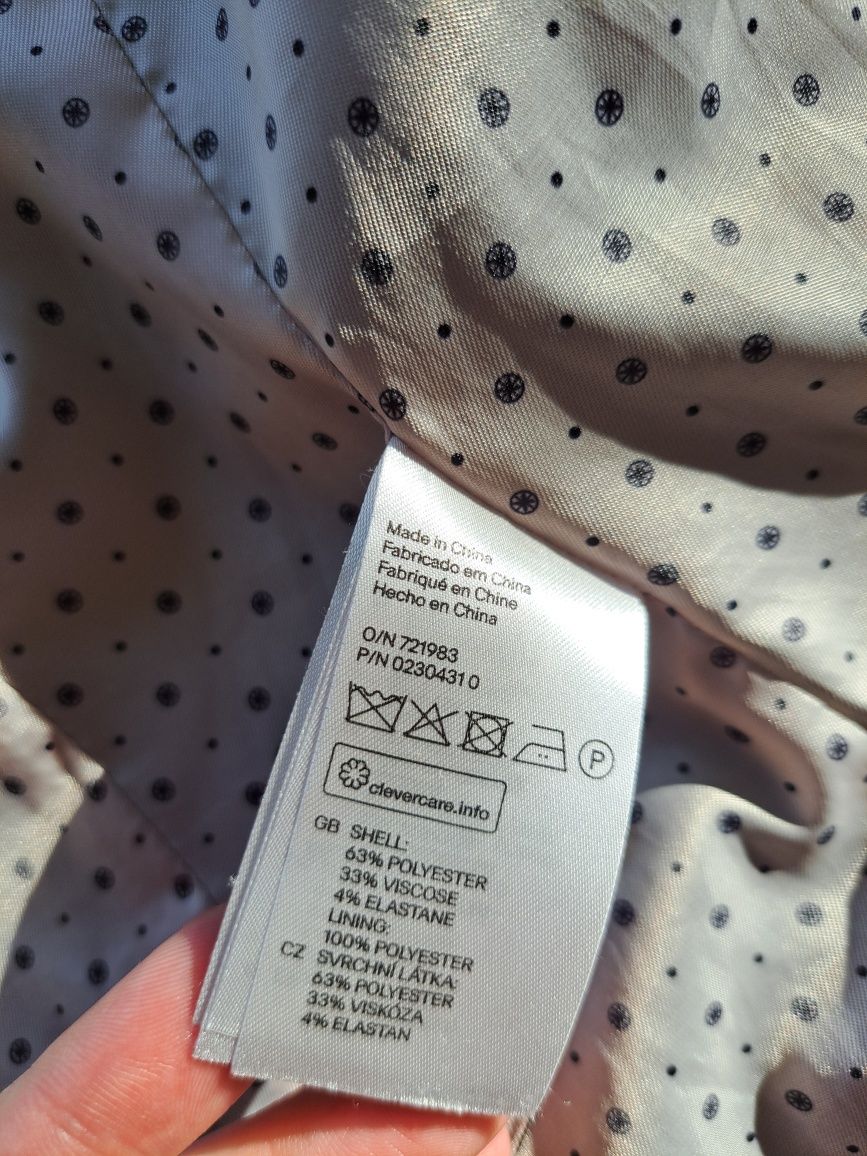 Made in China
Fabricado em China
Fabriqué en Chine
Hecho en China
O/N 721983
P/N 02304310
P
clevercare.info
GB SHELL:
63% POLYESTER
33% VISCOSE
4% ELASTANE
LINING:
100% POLYESTER
CZ SVRCHNÍ LÁTKA:
63% POLYESTER
33% VISKÓZA
4% ELASTAN